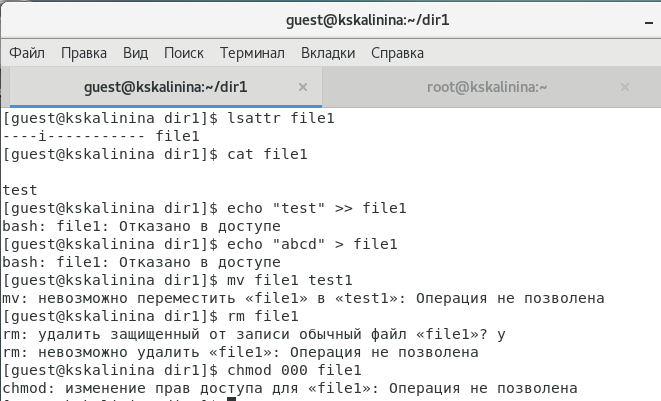 guest@kskalinina:~/dir1
Файл Правка Вид Поиск Терминал Вкладки Справка
guest@kskalinina:~/dir1 × root@kskalinina:~ ×
[guest@kskalinina dir1]$ lsattr file1
----i----------- file1
[guest@kskalinina dir1]$ cat file1
test
[guest@kskalinina dir1]$ echo "test" >> file1
bash: file1: Отказано в доступе
[guest@kskalinina dir1]$ echo "abcd" > file1
bash: file1: Отказано в доступе
[guest@kskalinina dir1]$ mv file1 test1
mv: невозможно переместить «file1» в «test1»: Операция не позволена
[guest@kskalinina dir1]$ rm file1
rm: удалить защищенный от записи обычный файл «file1»? y
rm: невозможно удалить «file1»: Операция не позволена
[guest@kskalinina dir1]$ chmod 000 file1
chmod: изменение прав доступа для «file1»: Операция не позволена
[guest@kskalinina dir1]$